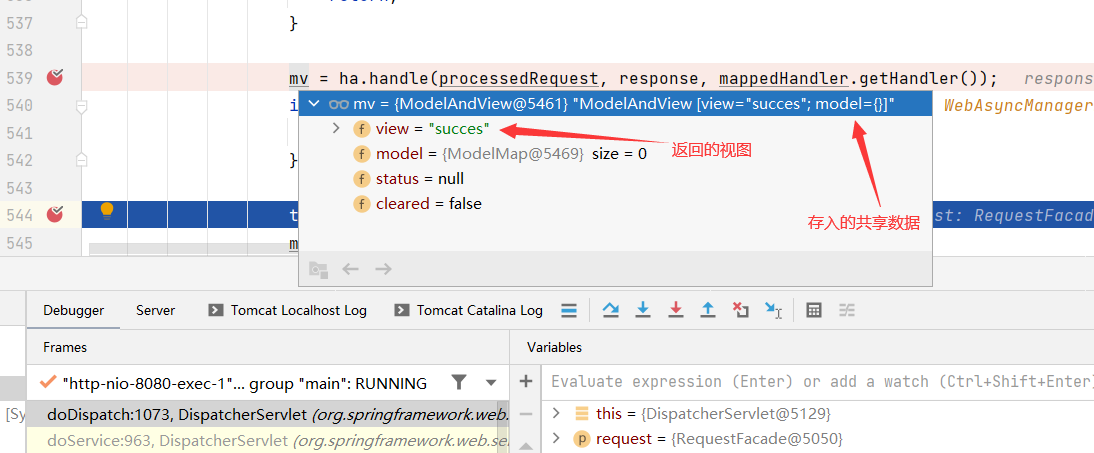 537 }
538
539 mv = ha.handle(processedRequest, response, mappedHandler.getHandler()); respons
mv = {ModelAndView@5461} "ModelAndView [view="succes"; model={}]"
540 i WebAsyncManager
view = "succes"
541
返回的视图
model = {ModelMap@5469} size = 0
542 }
status = null
543
cleared = false
544 t st: RequestFacad
存入的共享数据
545 m
Debugger Server Tomcat Localhost Log Tomcat Catalina Log
Frames Variables
"http-nio-8080-exec-1"... group "main": RUNNING
Evaluate expression (Enter) or add a watch (Ctrl+Shift+Enter)
doDispatch:1073, DispatcherServlet (org.springframework.web.
this = {DispatcherServlet@5129}
[Sy doService:963, DispatcherServlet (org.springframework.web.se
request = {RequestFacade@5050}